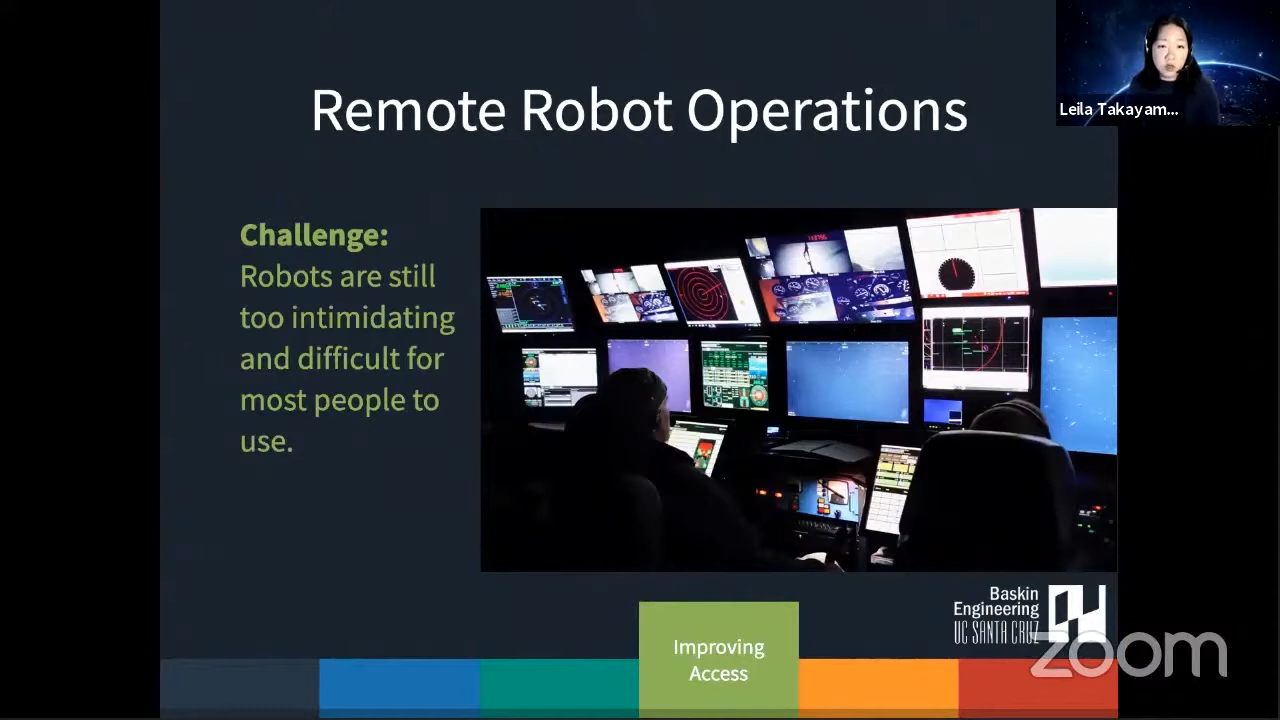 Remote Robot Operations
Leila Takayam...
Challenge:
Robots are still
too intimidating
and difficult for
most people to
use.
Baskin
Engineering
UC SANTA CRUZ
zoom
Improving
Access